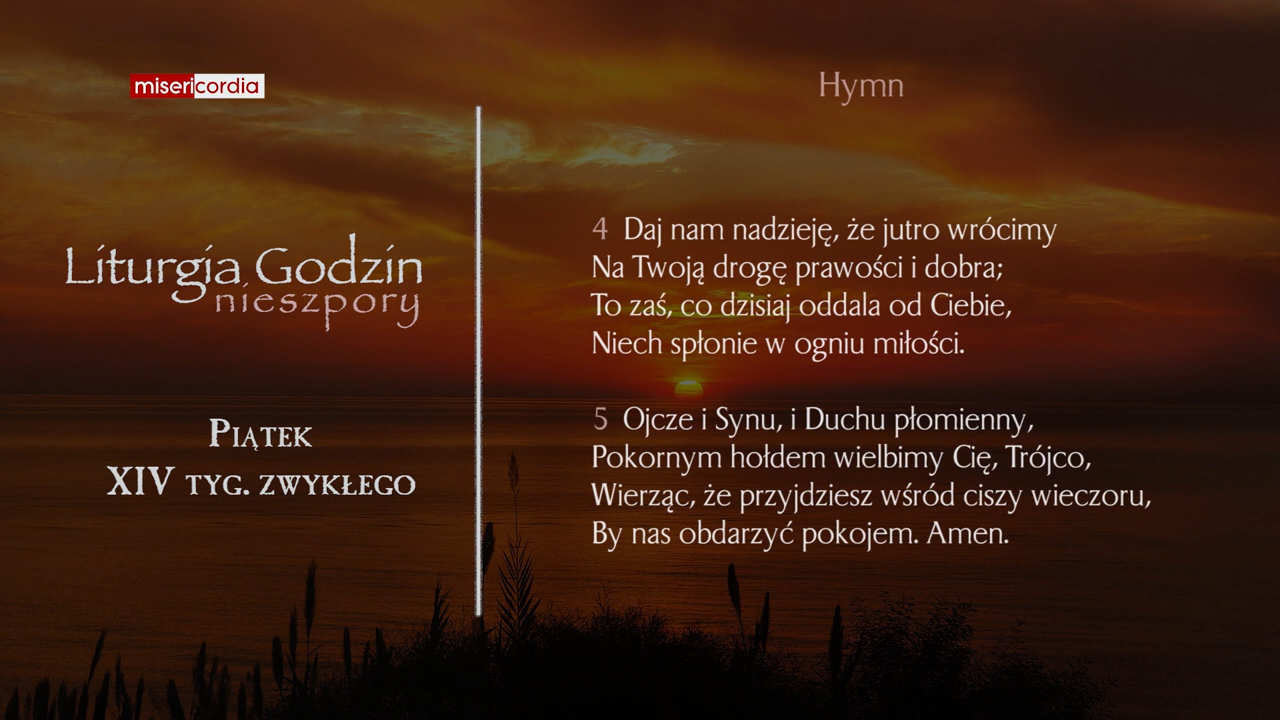 misericordia
Liturgia Godzin
nieszpory
Piątek
XIV tyg. zwykłego
Hymn
4 Daj nam nadzieję, że jutro wrócimy
Na Twoją drogę prawości i dobra;
To zaś, co dzisiaj oddala od Ciebie,
Niech spłonie w ogniu miłości.
5 Ojcze i Synu, i Duchu płomienny,
Pokornym hołdem wielbimy Cię, Trójco,
Wierząc, że przyjdziesz wśród ciszy wieczoru,
By nas obdarzyć pokojem. Amen.